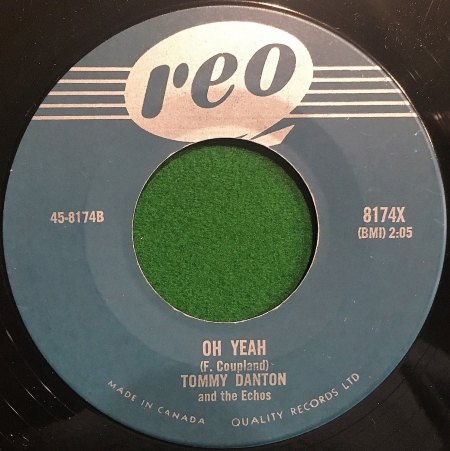 reo
45-8174B
8174X
(BMI) 2:05
OH YEAH
(F. Coupland)
TOMMY DANTON
and the Echos
MADE IN CANADA QUALITY RECORDS LTD